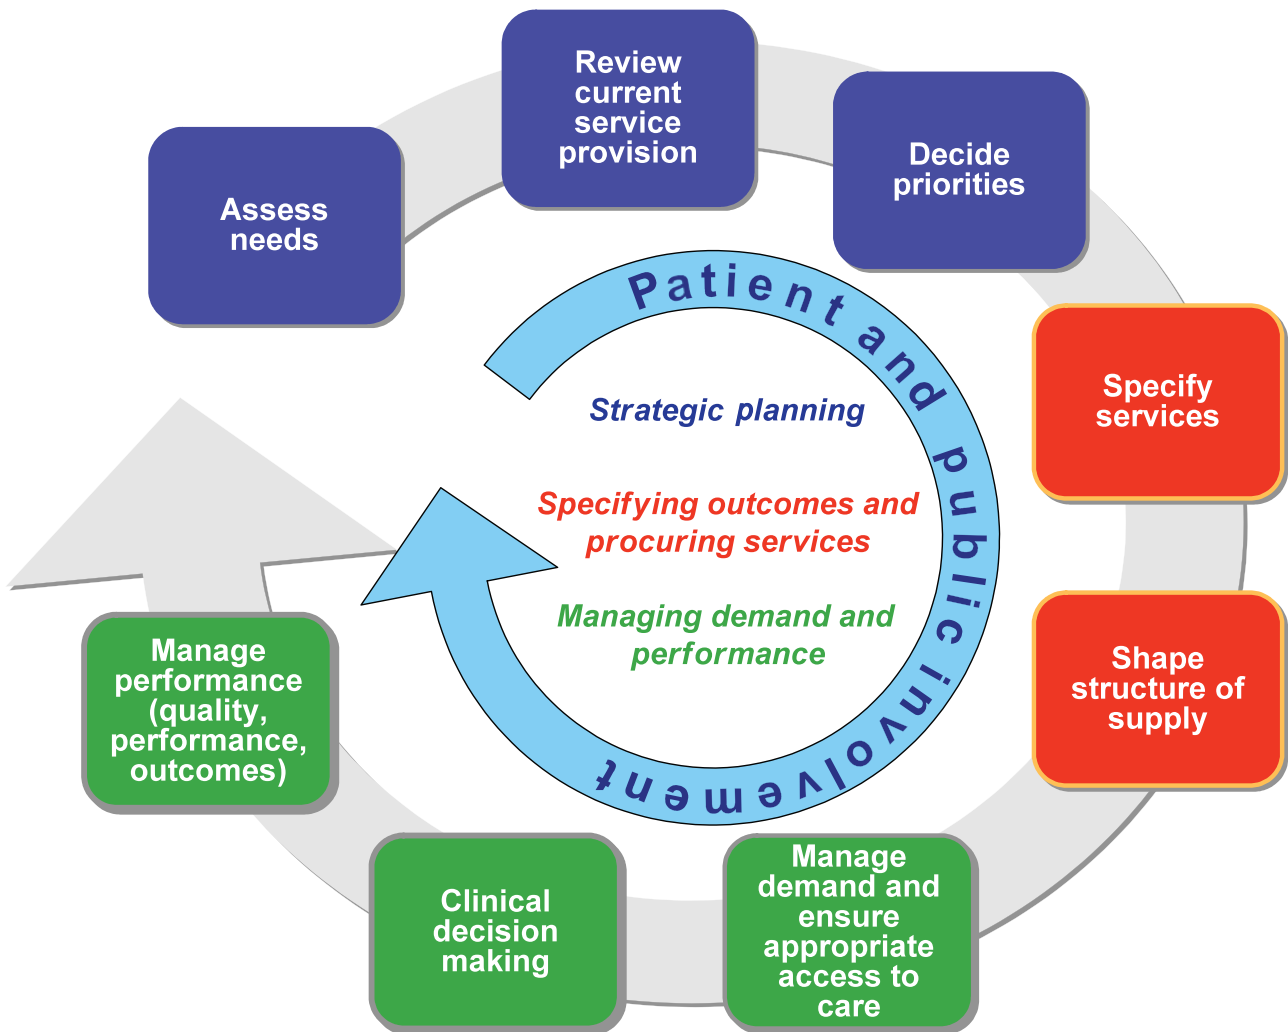 Review
current
service
provision
Decide
priorities
Assess
needs
Patient and public involvement
Strategic planning
Specify
services
Specifying outcomes and
procuring services
Managing demand and
performance
Shape
structure of
supply
Manage
performance
(quality,
performance,
outcomes)
Manage
demand and
ensure
appropriate
access to
care
Clinical
decision
making